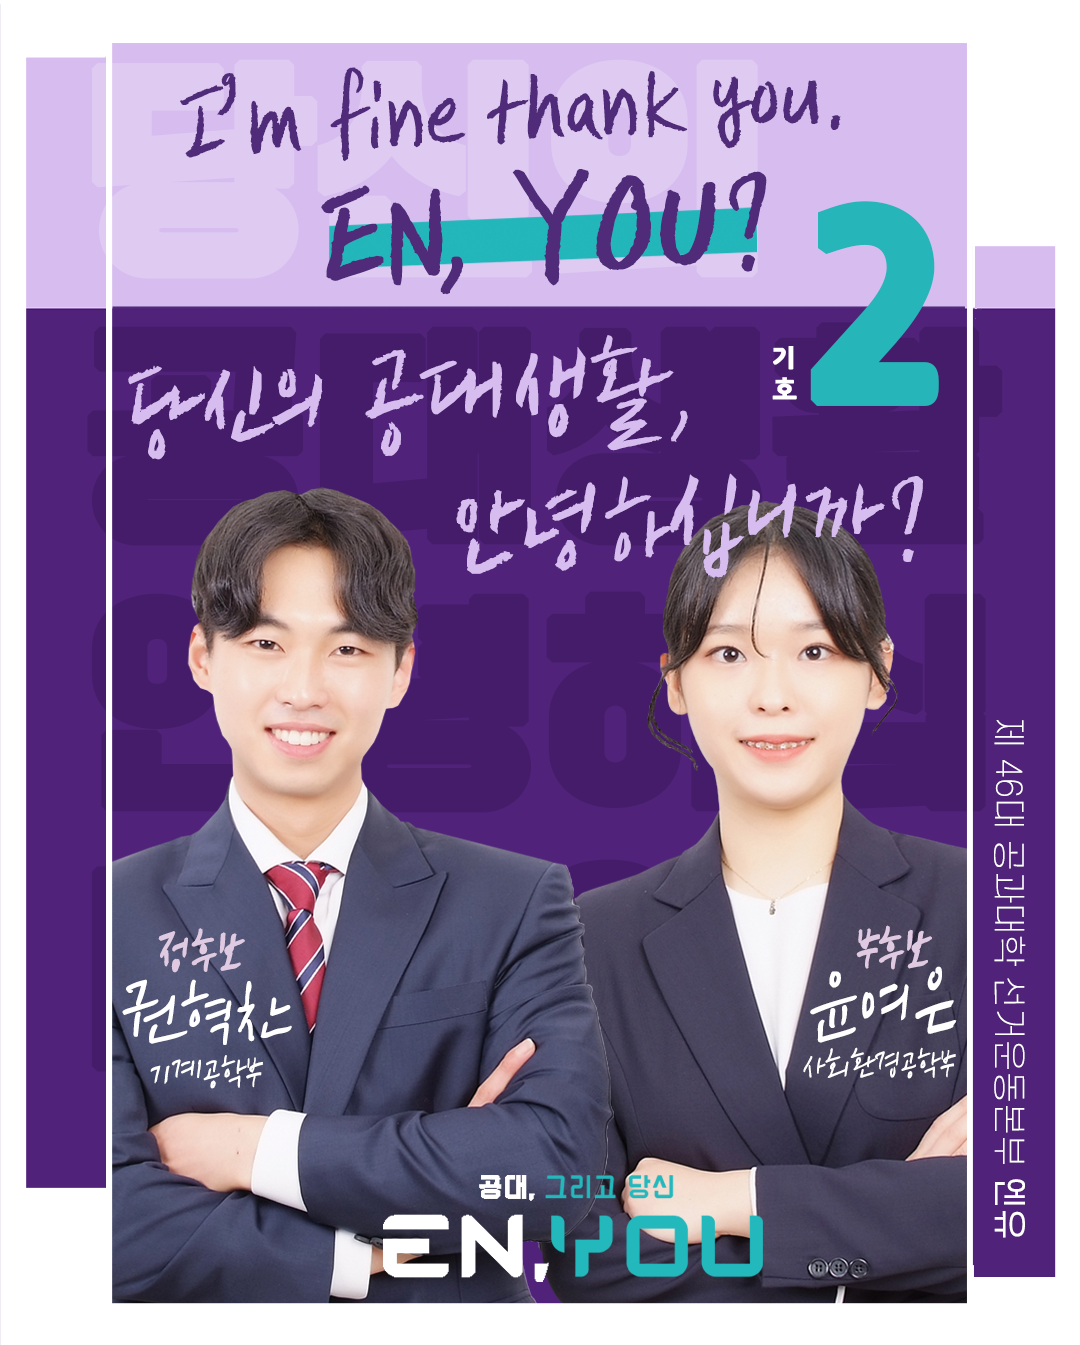 I'm fine thank you.
EN, YOU?
기호 2
당신의 공대생활,
안녕하십니까?
정후보
권혁찬
기계공학부
부후보
윤여은
사회환경공학부
공대, 그리고 당신
EN, YOU
제 46대 공과대학 선거운동본부 엔유